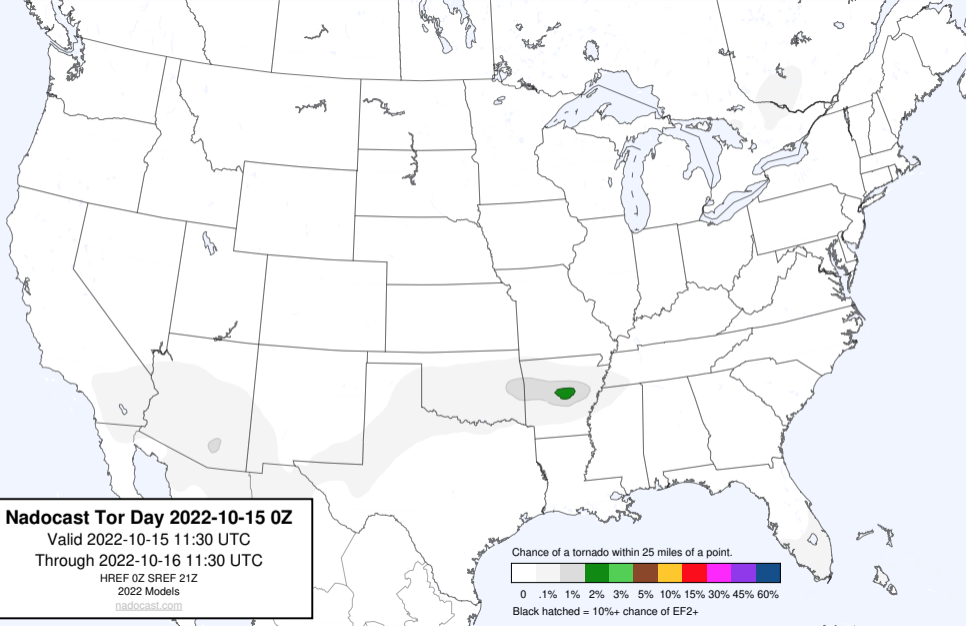 Nadocast Tor Day 2022-10-15 0Z
Valid 2022-10-15 11:30 UTC
Through 2022-10-16 11:30 UTC
HREF 0Z SREF 21Z
2022 Models
nadocast.com
Chance of a tornado within 25 miles of a point.
0 .1% 1% 2% 3% 5% 10% 15% 30% 45% 60%
Black hatched = 10%+ chance of EF2+